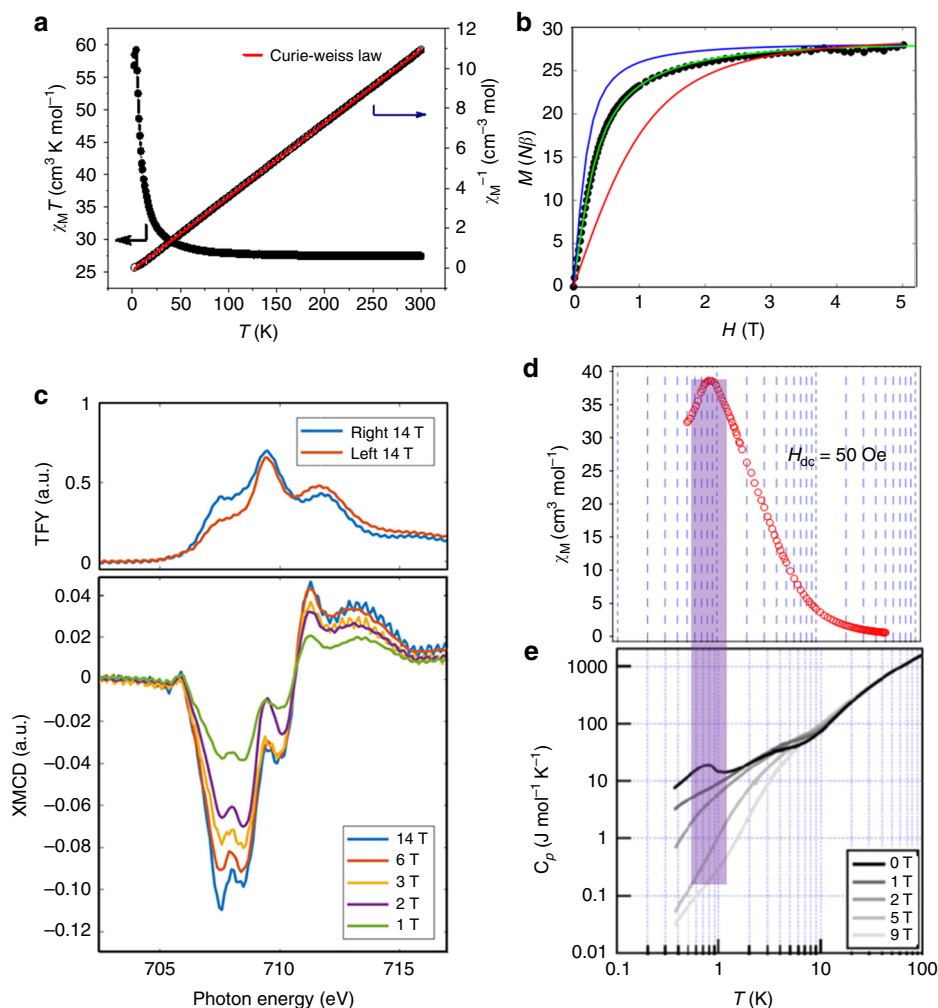 a
60
55
50
45
40
35
30
25
χM T (cm³ K mol⁻¹)
Curie-weiss law
12
10
8
6
4
2
0
χM⁻¹ (cm⁻³ mol)
0 50 100 150 200 250 300
T (K)
b
30
25
20
15
10
5
0
M (Nβ)
0 1 2 3 4 5
H (T)
c
1
0.5
0
TFY (a.u.)
Right 14 T
Left 14 T
0.04
0.02
0
−0.02
−0.04
−0.06
−0.08
−0.10
−0.12
XMCD (a.u.)
14 T
6 T
3 T
2 T
1 T
705 710 715
Photon energy (eV)
d
40
35
30
25
20
15
10
5
0
χM (cm³ mol⁻¹)
Hdc = 50 Oe
e
1000
100
10
1
0.1
0.01
Cp (J mol⁻¹ K⁻¹)
0 T
1 T
2 T
5 T
9 T
0.1 1 10 100
T (K)